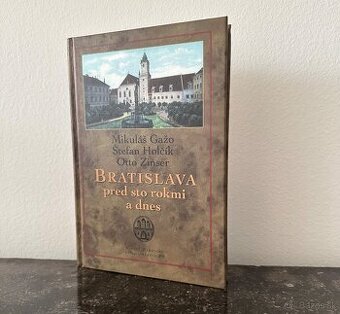 Mikuláš Gažo
Štefan Holčík
Otto Zinser
BRATISLAVA
pred sto rokmi
a dnes